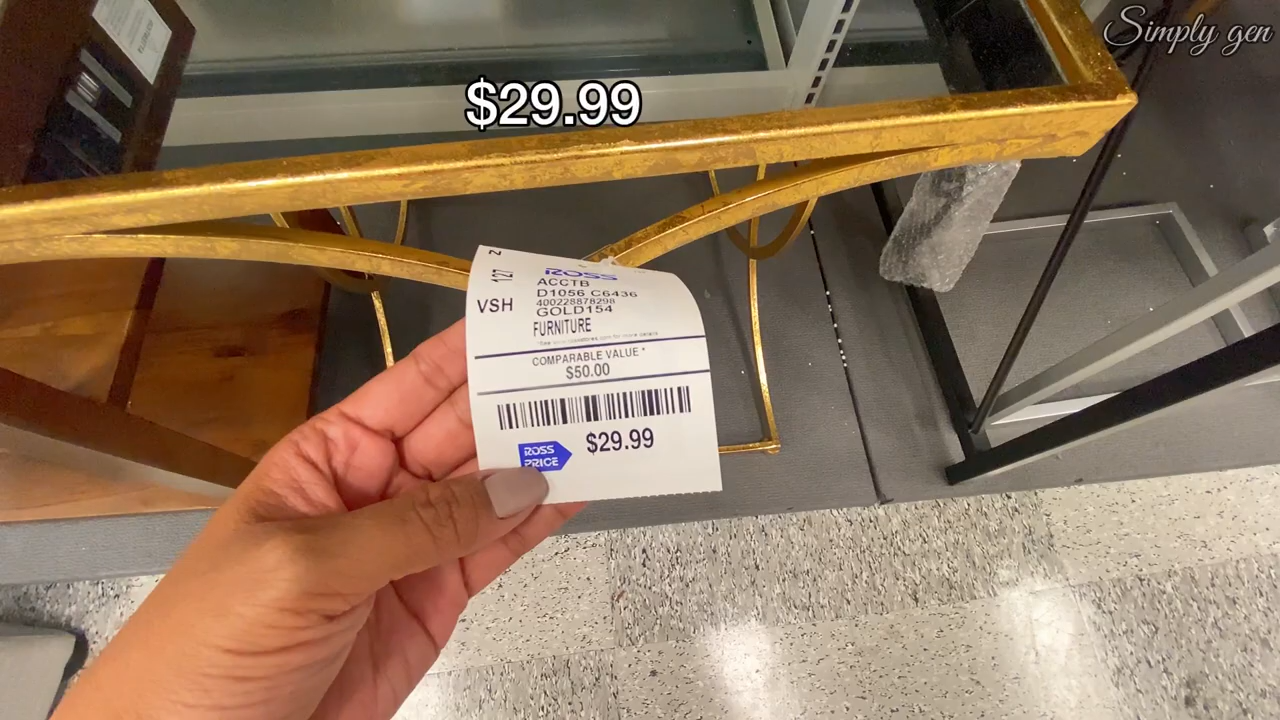 Simply gen
$29.99
127
VSH
ROSS
ACCTB
D1056 C6436
400228878298
GOLD154
FURNITURE
COMPARABLE VALUE *
$50.00
ROSS
PRICE
$29.99